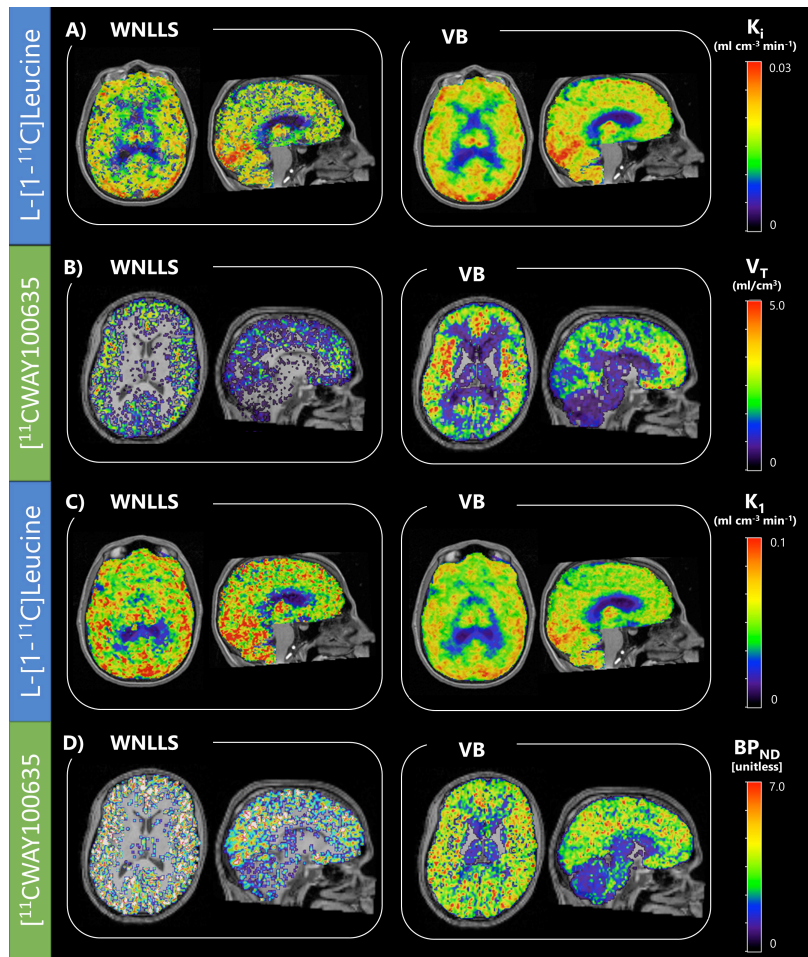 L-[1-¹¹C]Leucine
A)
WNLLS
VB
Kᵢ
(ml cm⁻³ min⁻¹)
0.03
0
[¹¹CWAY100635
B)
WNLLS
VB
V_T
(ml/cm³)
5.0
0
L-[1-¹¹C]Leucine
C)
WNLLS
VB
K₁
(ml cm⁻³ min⁻¹)
0.1
0
[¹¹CWAY100635
D)
WNLLS
VB
BP_ND
[unitless]
7.0
0